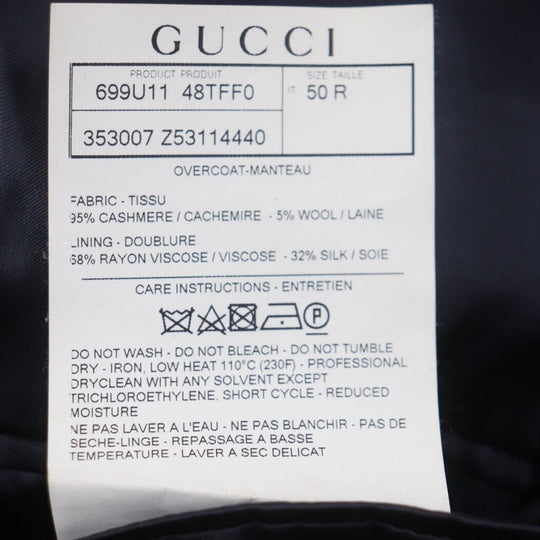 GUCCI
PRODUCT PRODUIT
SIZE TAILLE
699U11 48TFF0
IT 50 R
353007 Z53114440
OVERCOAT-MANTEAU
FABRIC - TISSU
95% CASHMERE / CACHEMIRE - 5% WOOL / LAINE
LINING - DOUBLURE
68% RAYON VISCOSE / VISCOSE - 32% SILK / SOIE
CARE INSTRUCTIONS - ENTRETIEN
P
DO NOT WASH - DO NOT BLEACH - DO NOT TUMBLE
DRY - IRON, LOW HEAT 110°C (230F) - PROFESSIONAL
DRYCLEAN WITH ANY SOLVENT EXCEPT
TRICHLOROETHYLENE, SHORT CYCLE - REDUCED
MOISTURE
NE PAS LAVER A L'EAU - NE PAS BLANCHIR - PAS DE
SECHE-LINGE - REPASSAGE A BASSE
TEMPERATURE - LAVER A SEC DELICAT